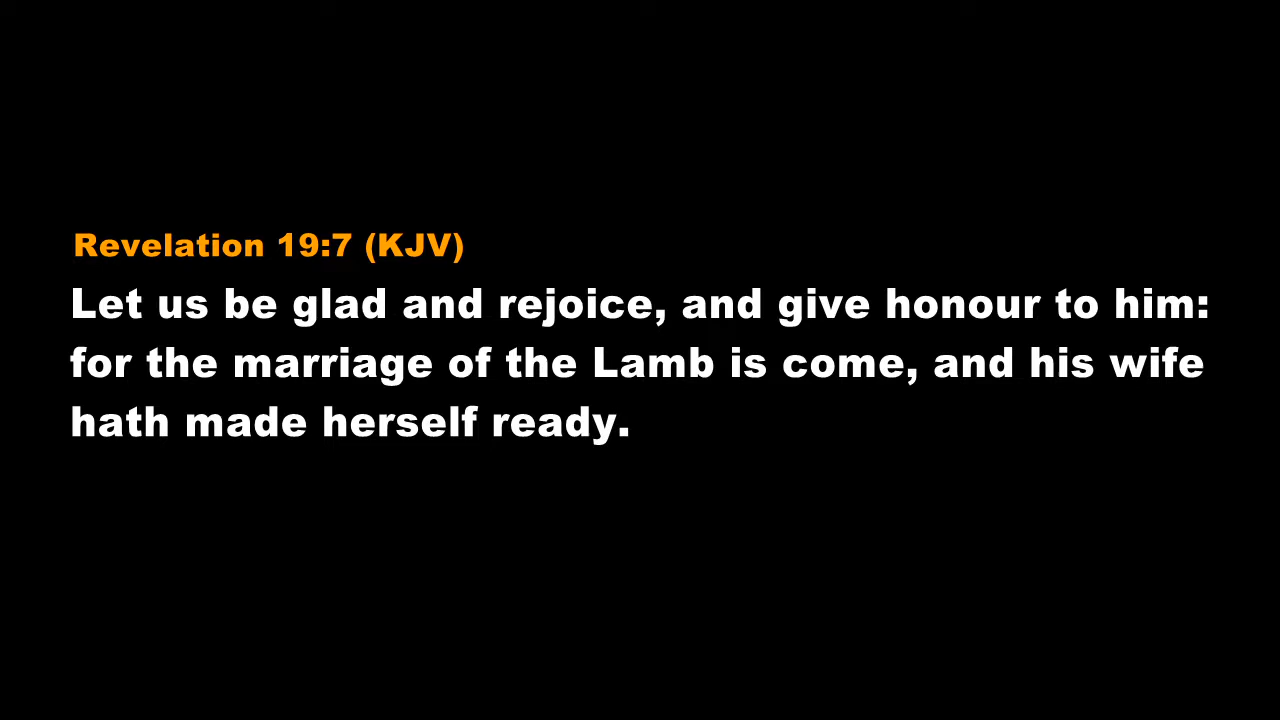 Revelation 19:7 (KJV)
Let us be glad and rejoice, and give honour to him:
for the marriage of the Lamb is come, and his wife
hath made herself ready.